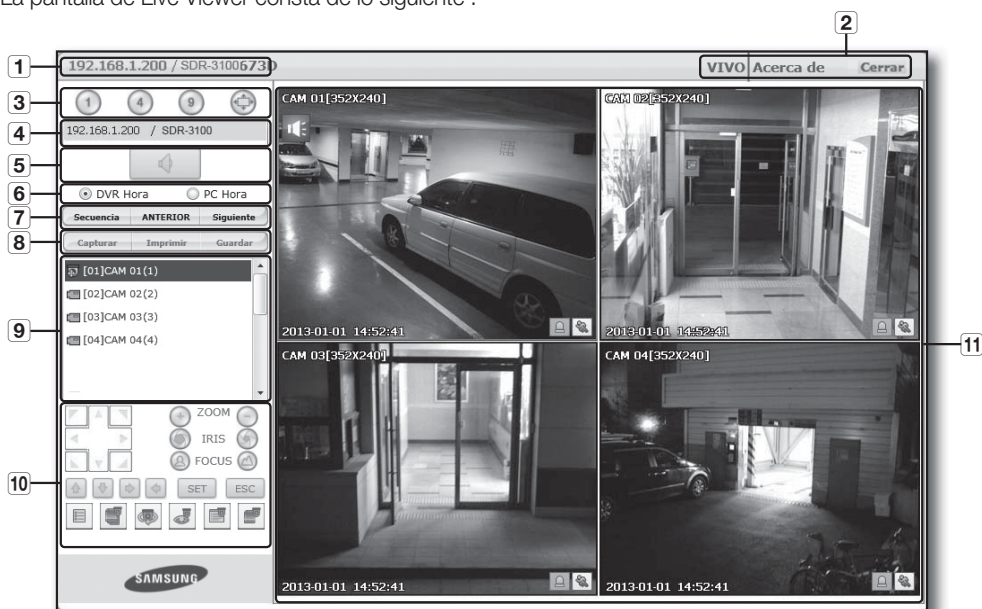 La pantalla de Live Viewer consta de lo siguiente :
2
1
192.168.1.200 / SDR-3100673D
VIVO Acerca de Cerrar
3
1 4 9
4
192.168.1.200 / SDR-3100
5
6
DVR Hora PC Hora
7
Secuencia ANTERIOR Siguiente
8
Capturar Imprimir Guardar
9
[01]CAM 01(1)
[02]CAM 02(2)
[03]CAM 03(3)
[04]CAM 04(4)
10
ZOOM
IRIS
FOCUS
SET ESC
SAMSUNG
CAM 01[352X240]
2013-01-01 14:52:41
CAM 02[352X240]
2013-01-01 14:52:41
11
CAM 03[352X240]
2013-01-01 14:52:41
CAM 04[352X240]
2013-01-01 14:52:41